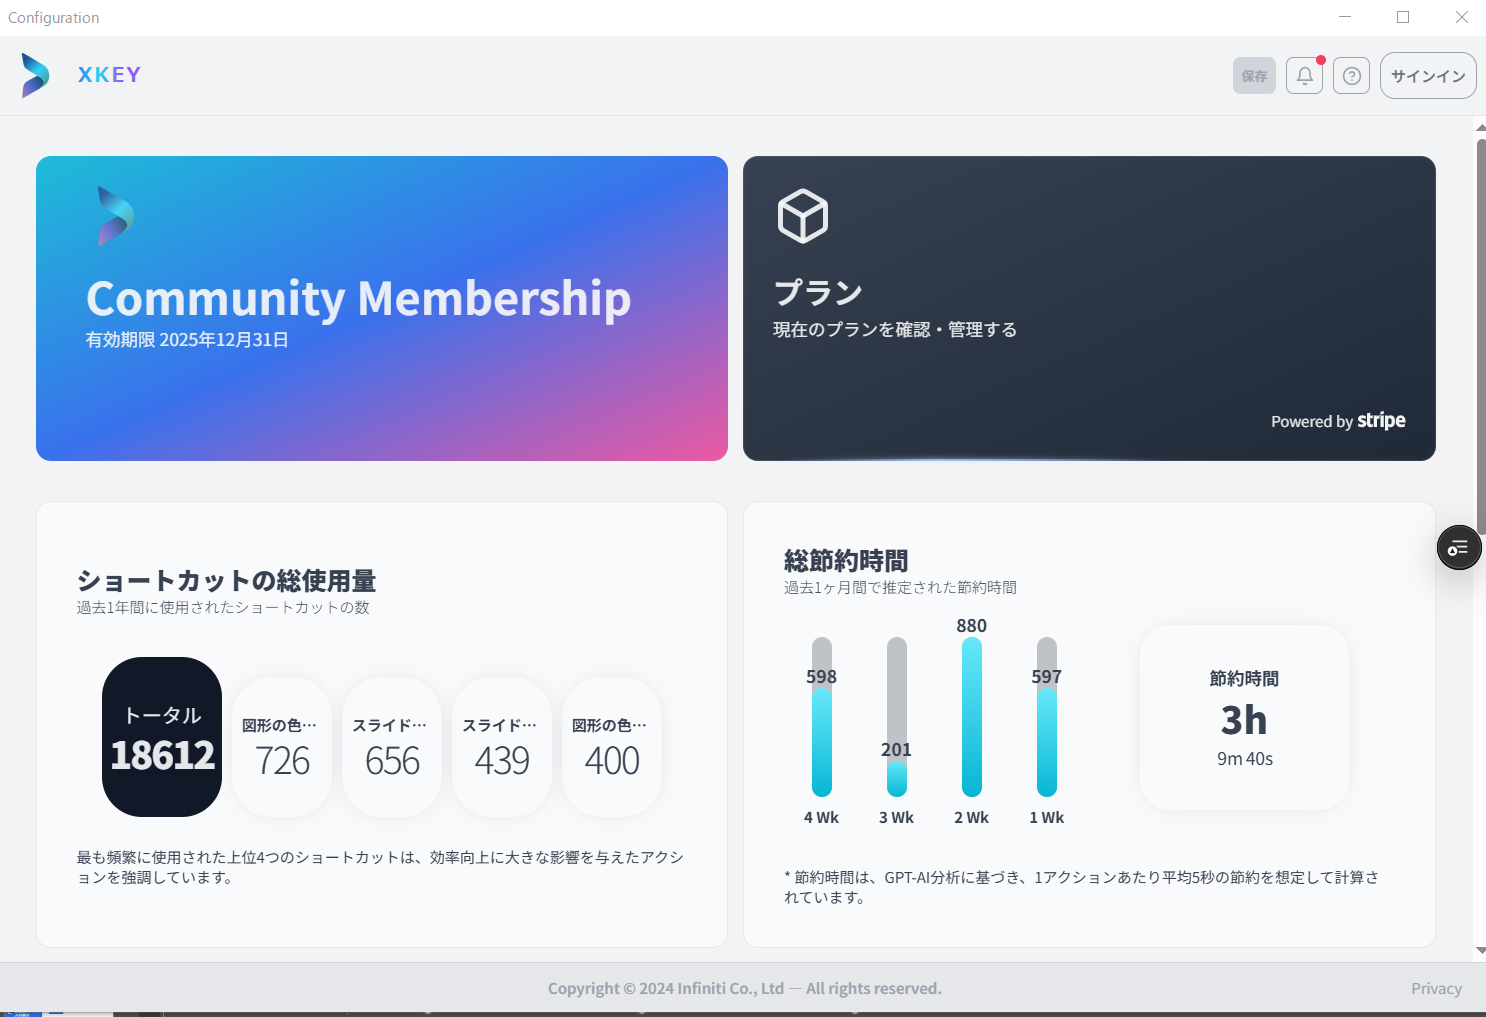 Configuration
XKEY
保存
サインイン
Community Membership
有効期限 2025年12月31日
プラン
現在のプランを確認・管理する
Powered by stripe
ショートカットの総使用量
過去1年間に使用されたショートカットの数
トータル
18612
図形の色…
726
スライド…
656
スライド…
439
図形の色…
400
最も頻繁に使用された上位4つのショートカットは、効率向上に大きな影響を与えたアクシ
ョンを強調しています。
総節約時間
過去1ヶ月間で推定された節約時間
598
201
880
597
4 Wk
3 Wk
2 Wk
1 Wk
節約時間
3h
9m 40s
* 節約時間は、GPT-AI分析に基づき、1アクションあたり平均5秒の節約を想定して計算さ
れています。
Copyright © 2024 Infiniti Co., Ltd — All rights reserved.
Privacy